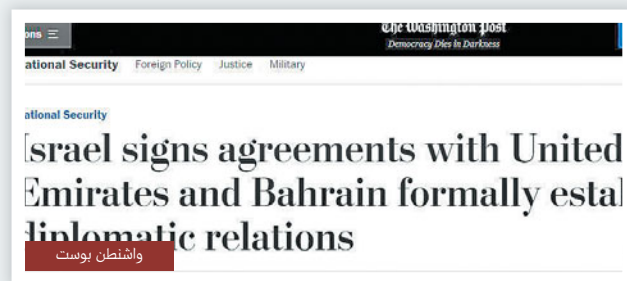 ons
The Washington Post
Democracy Dies in Darkness
ational Security Foreign Policy Justice Military
ational Security
Israel signs agreements with United
Emirates and Bahrain formally estal
diplomatic relations
واشنطن بوست